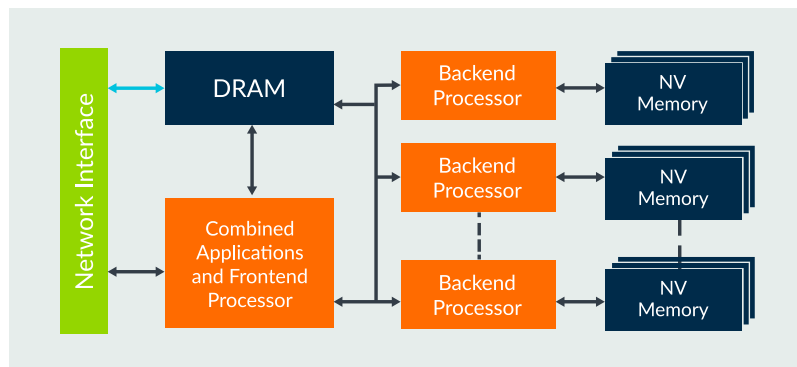 Network Interface
DRAM
Combined
Applications
and Frontend
Processor
Backend
Processor
NV
Memory
Backend
Processor
NV
Memory
Backend
Processor
NV
Memory